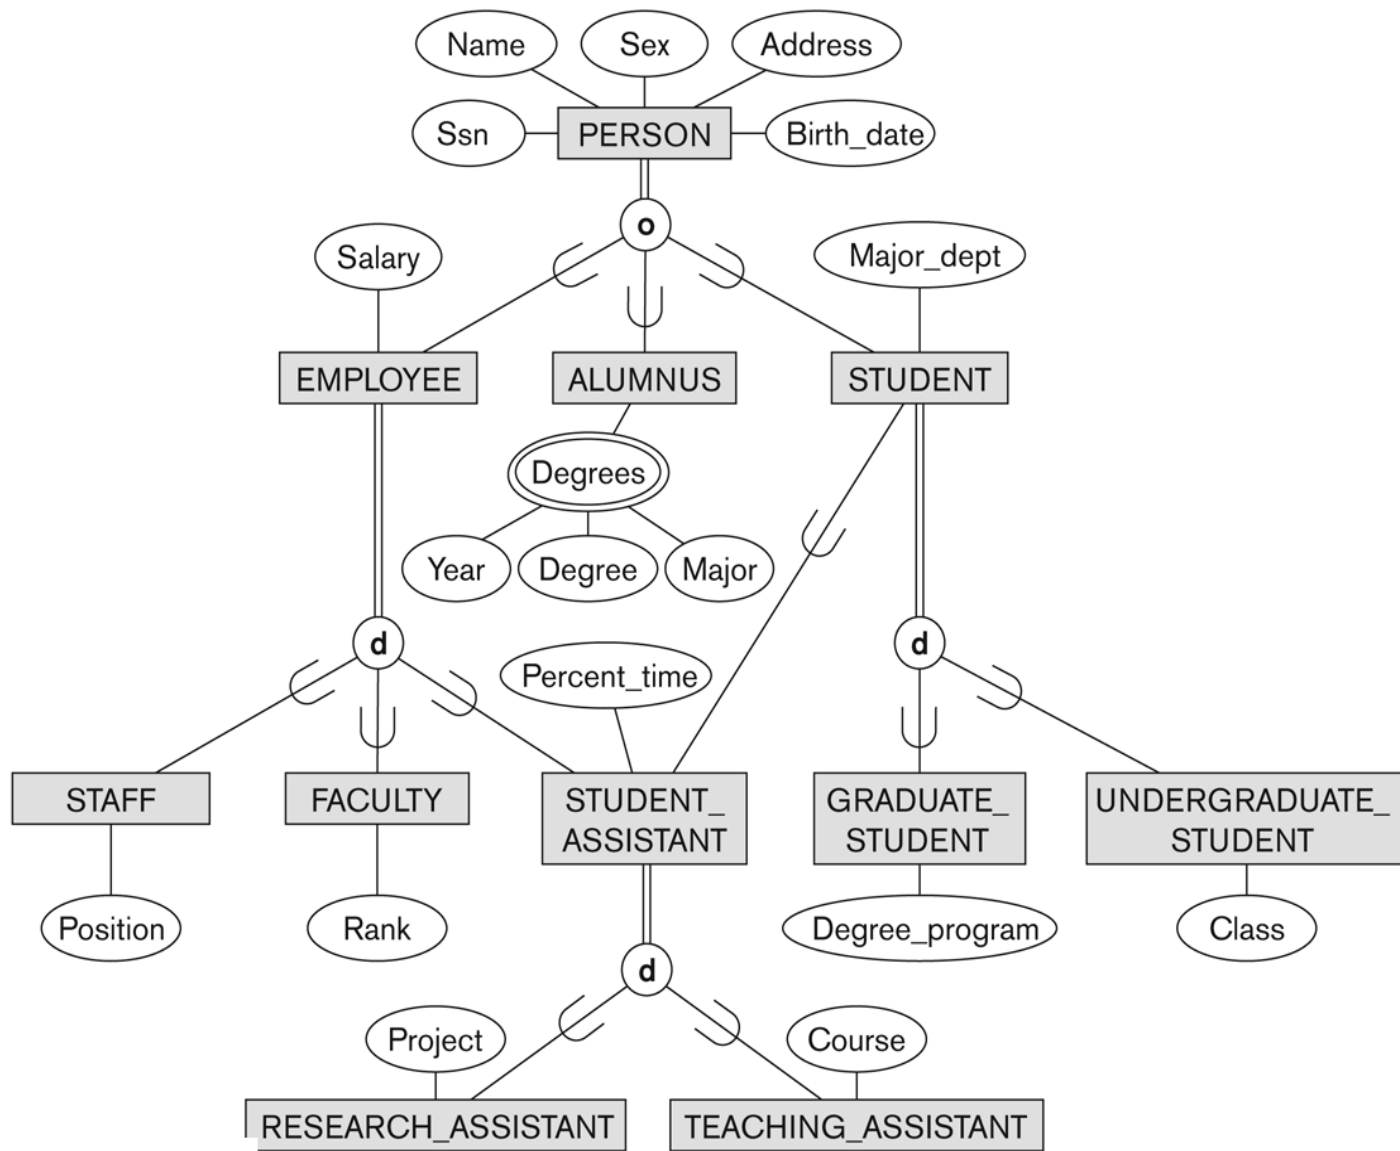 Name
Sex
Address
Ssn
PERSON
Birth_date
o
Salary
Major_dept
EMPLOYEE
ALUMNUS
STUDENT
Degrees
Year
Degree
Major
d
d
Percent_time
STAFF
FACULTY
STUDENT_
ASSISTANT
GRADUATE_
STUDENT
UNDERGRADUATE_
STUDENT
Position
Rank
Degree_program
Class
d
Project
Course
RESEARCH_ASSISTANT
TEACHING_ASSISTANT